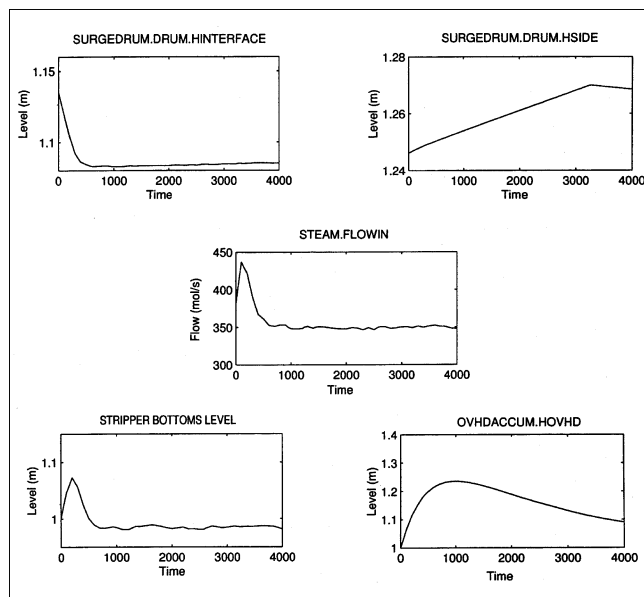 SURGEDRUM.DRUM.HINTERFACE
Level (m)
1.15
1.1
0
1000
2000
3000
4000
Time
SURGEDRUM.DRUM.HSIDE
Level (m)
1.28
1.26
1.24
0
1000
2000
3000
4000
Time
STEAM.FLOWIN
Flow (mol/s)
450
400
350
300
0
1000
2000
3000
4000
Time
STRIPPER BOTTOMS LEVEL
Level (m)
1.1
1
0
1000
2000
3000
4000
Time
OVHDACCUM.HOVHD
Level (m)
1.4
1.3
1.2
1.1
1
0
1000
2000
3000
4000
Time